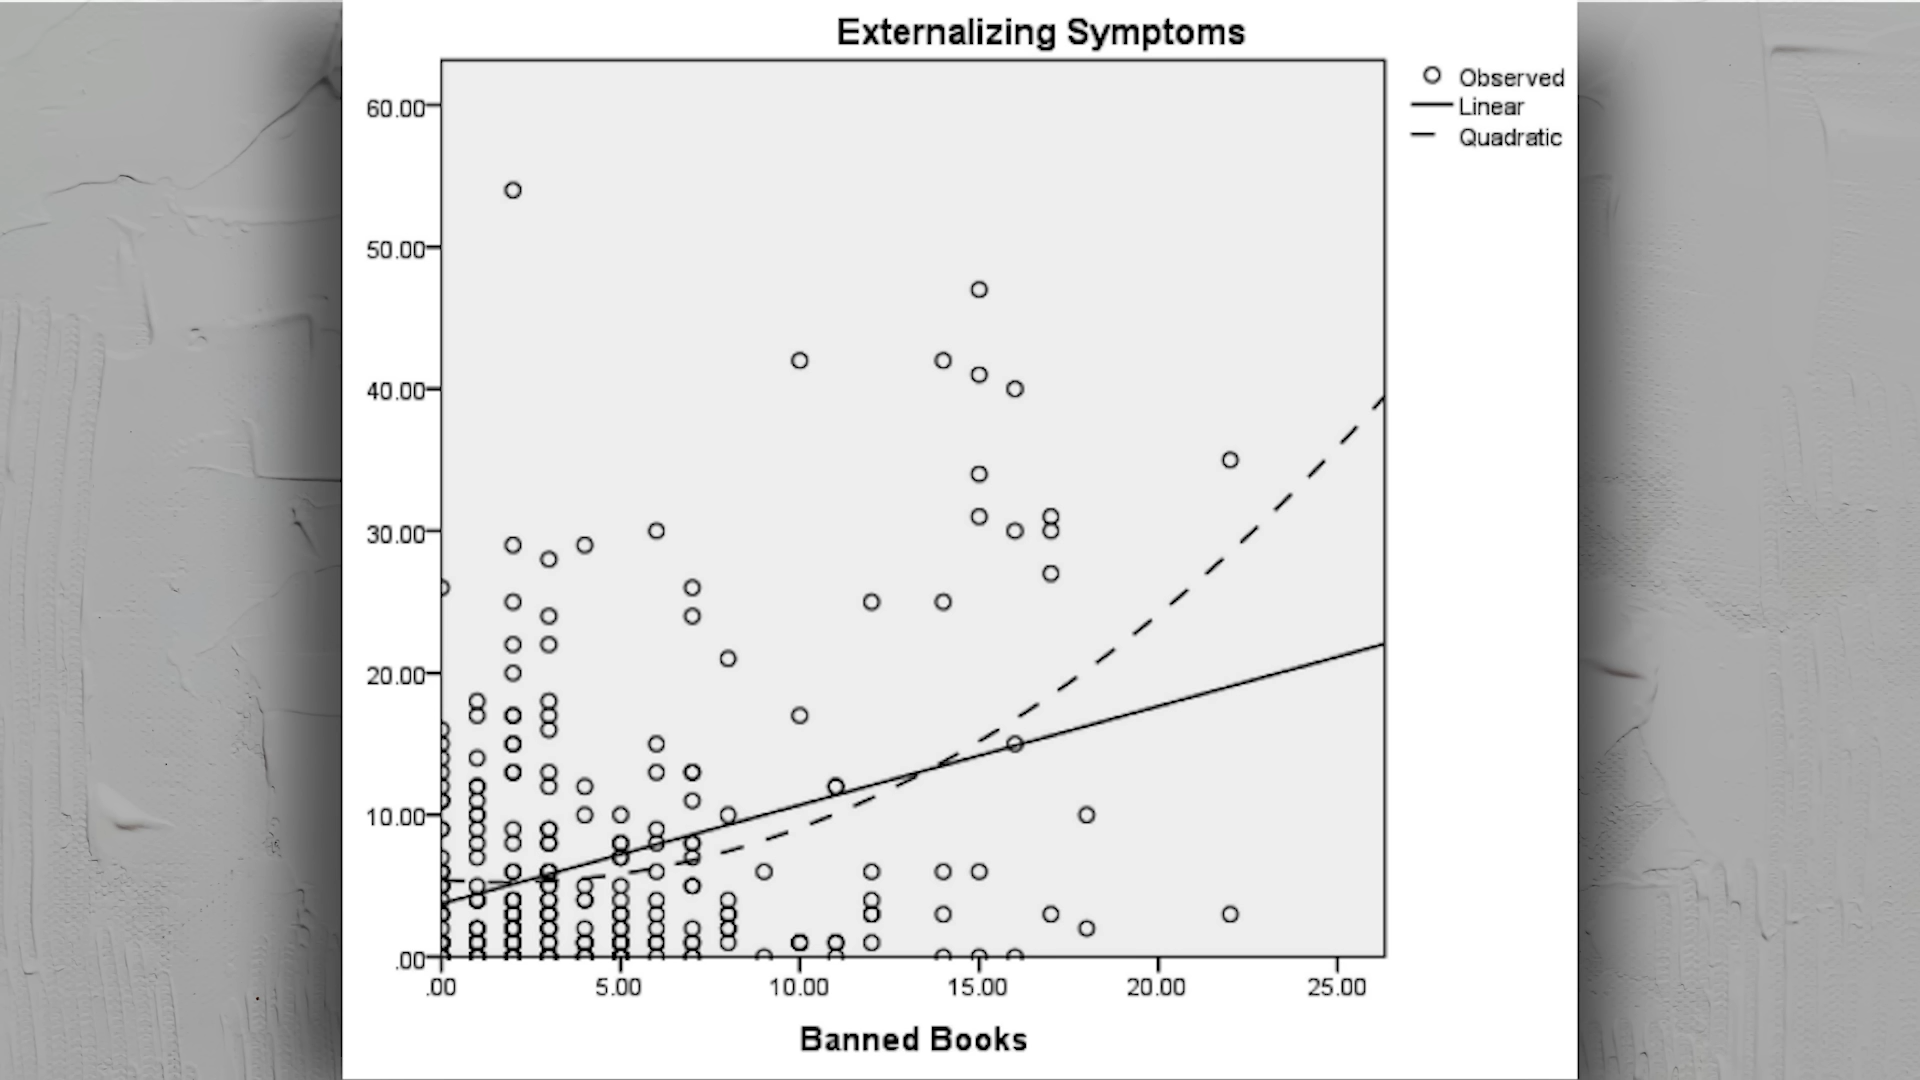 Externalizing Symptoms
Observed
Linear
Quadratic
60.00
50.00
40.00
30.00
20.00
10.00
.00
.00 5.00 10.00 15.00 20.00 25.00
Banned Books